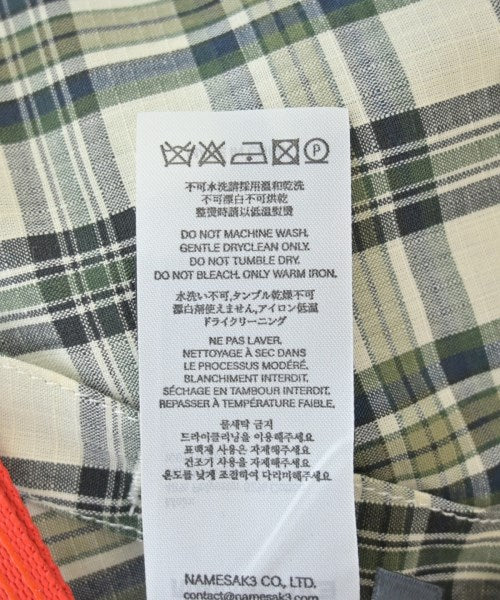 不可水洗請採用溫和乾洗
不可漂白不可烘乾
整燙時請以低溫熨燙
DO NOT MACHINE WASH.
GENTLE DRYCLEAN ONLY.
DO NOT TUMBLE DRY.
DO NOT BLEACH. ONLY WARM IRON.
水洗い不可,タンブル乾燥不可
漂白剤使えません,アイロン低温
ドライクリーニング
NE PAS LAVER.
NETTOYAGE À SEC DANS
LE PROCESSUS MODÉRÉ.
BLANCHIMENT INTERDIT.
SÉCHAGE EN TAMBOUR INTERDIT.
REPASSER À TEMPÉRATURE FAIBLE.
물세탁 금지
드라이클리닝을 이용해주세요
표백제 사용을 자제해주세요
건조기 사용을 자제해주세요
온도를 낮게 조절하여 다리미해주세요
NAMESAK3 CO., LTD.
contact@namesak3.com